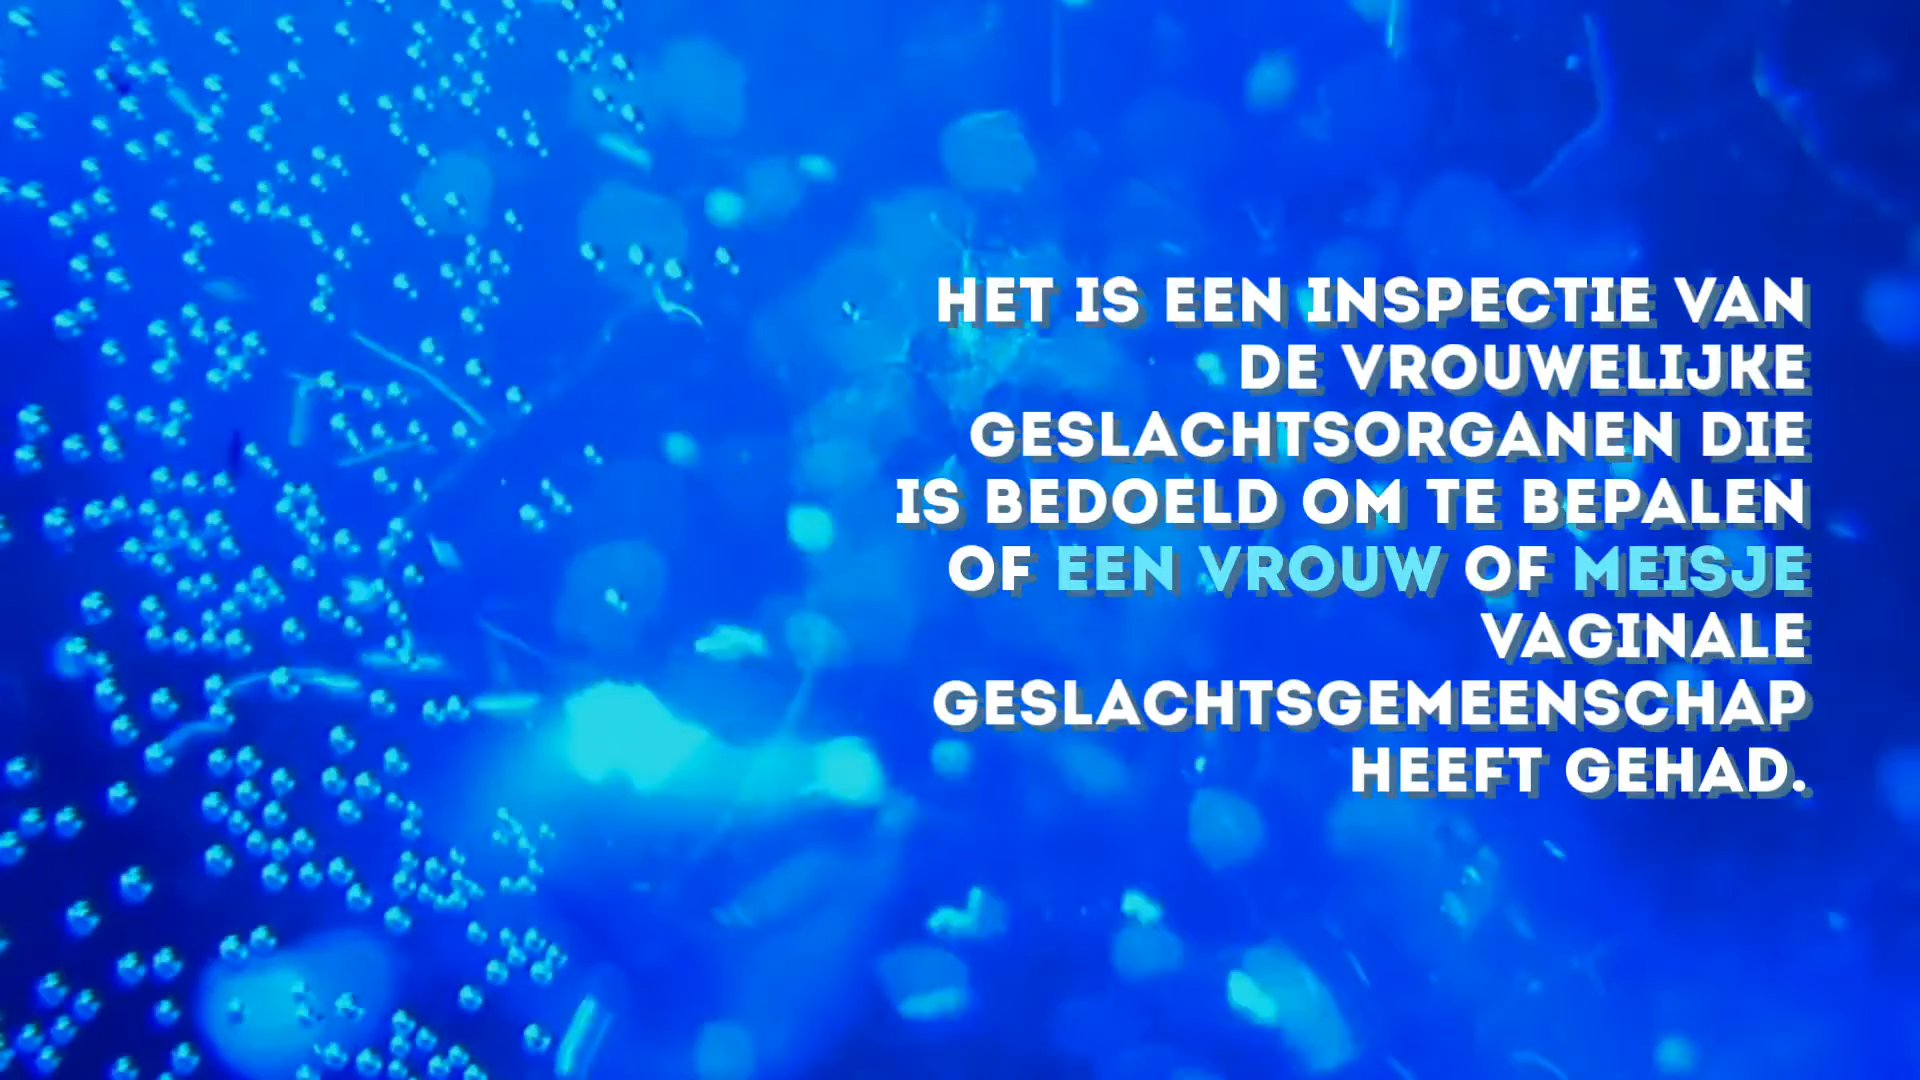 HET IS EEN INSPECTIE VAN
DE VROUWELIJKE
GESLACHTSORGANEN DIE
IS BEDOELD OM TE BEPALEN
OF EEN VROUW OF MEISJE
VAGINALE
GESLACHTSGEMEENSCHAP
HEEFT GEHAD.